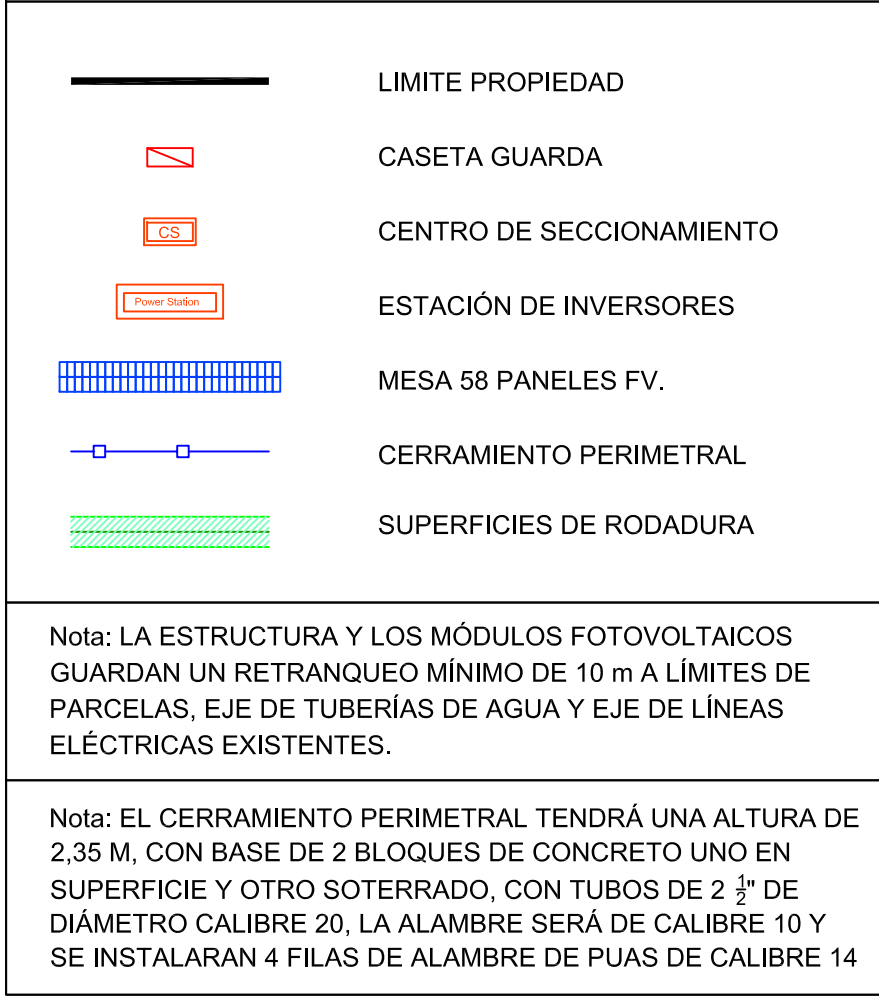 LIMITE PROPIEDAD
CASETA GUARDA
CS
CENTRO DE SECCIONAMIENTO
Power Station
ESTACIÓN DE INVERSORES
MESA 58 PANELES FV.
CERRAMIENTO PERIMETRAL
SUPERFICIES DE RODADURA
Nota: LA ESTRUCTURA Y LOS MÓDULOS FOTOVOLTAICOS
GUARDAN UN RETRANQUEO MÍNIMO DE 10 m A LÍMITES DE
PARCELAS, EJE DE TUBERÍAS DE AGUA Y EJE DE LÍNEAS
ELÉCTRICAS EXISTENTES.
Nota: EL CERRAMIENTO PERIMETRAL TENDRÁ UNA ALTURA DE
2,35 M, CON BASE DE 2 BLOQUES DE CONCRETO UNO EN
SUPERFICIE Y OTRO SOTERRADO, CON TUBOS DE 2 1/2" DE
DIÁMETRO CALIBRE 20, LA ALAMBRE SERÁ DE CALIBRE 10 Y
SE INSTALARAN 4 FILAS DE ALAMBRE DE PUAS DE CALIBRE 14